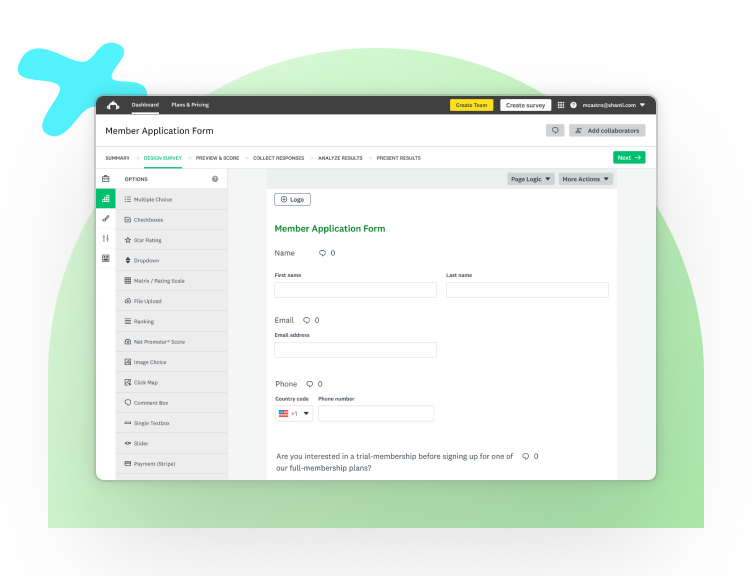 Dashboard Plans & Pricing Create Team Create survey mcastro@shanti.com
Member Application Form Add collaborators
SUMMARY → DESIGN SURVEY → PREVIEW & SCORE → COLLECT RESPONSES → ANALYZE RESULTS → PRESENT RESULTS Next →
OPTIONS Page Logic ▼ More Actions ▼
Multiple Choice
Logo
Checkboxes
Member Application Form
Star Rating
Name 0
Dropdown
First name Last name
Matrix / Rating Scale
File Upload
Ranking
Email 0
Email address
Net Promoter® Score
Image Choice
Click Map
Phone 0
Country code Phone number
Comment Box
+1
Single Textbox
Slider
Are you interested in a trial-membership before signing up for one of 0
our full-membership plans?
Payment (Stripe)